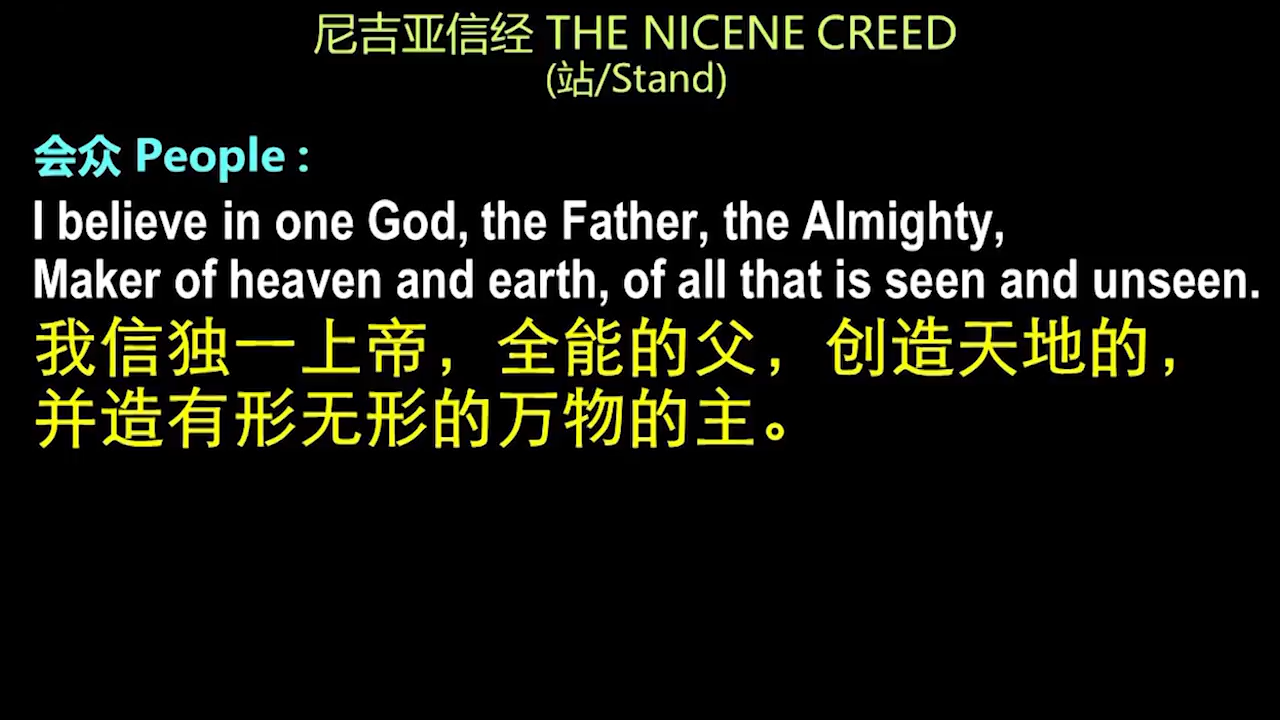 尼吉亚信经 THE NICENE CREED
(站/Stand)
会众 People :
I believe in one God, the Father, the Almighty,
Maker of heaven and earth, of all that is seen and unseen.
我信独一上帝，全能的父，创造天地的，
并造有形无形的万物的主。